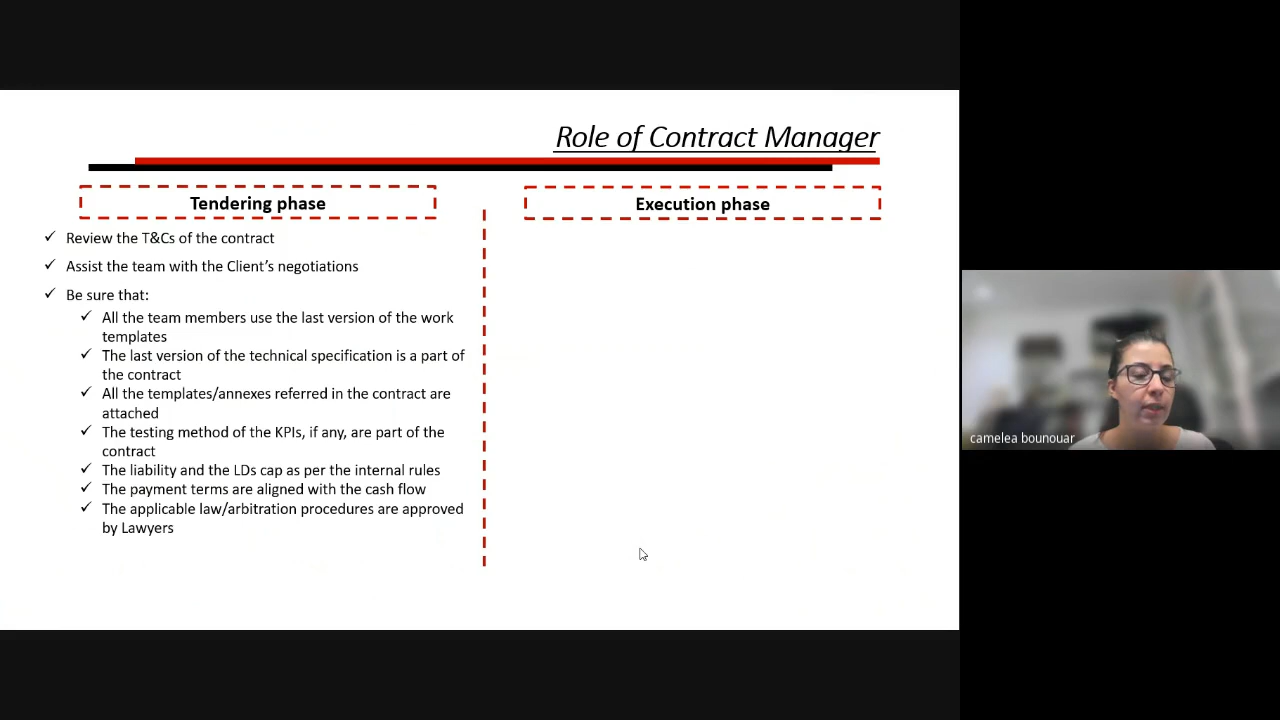 Role of Contract Manager
Tendering phase
Execution phase
✓ Review the T&Cs of the contract
✓ Assist the team with the Client's negotiations
✓ Be sure that:
✓ All the team members use the last version of the work
templates
✓ The last version of the technical specification is a part of
the contract
✓ All the templates/annexes referred in the contract are
attached
✓ The testing method of the KPIs, if any, are part of the
contract
✓ The liability and the LDs cap as per the internal rules
✓ The payment terms are aligned with the cash flow
✓ The applicable law/arbitration procedures are approved
by Lawyers
camelea bounouar